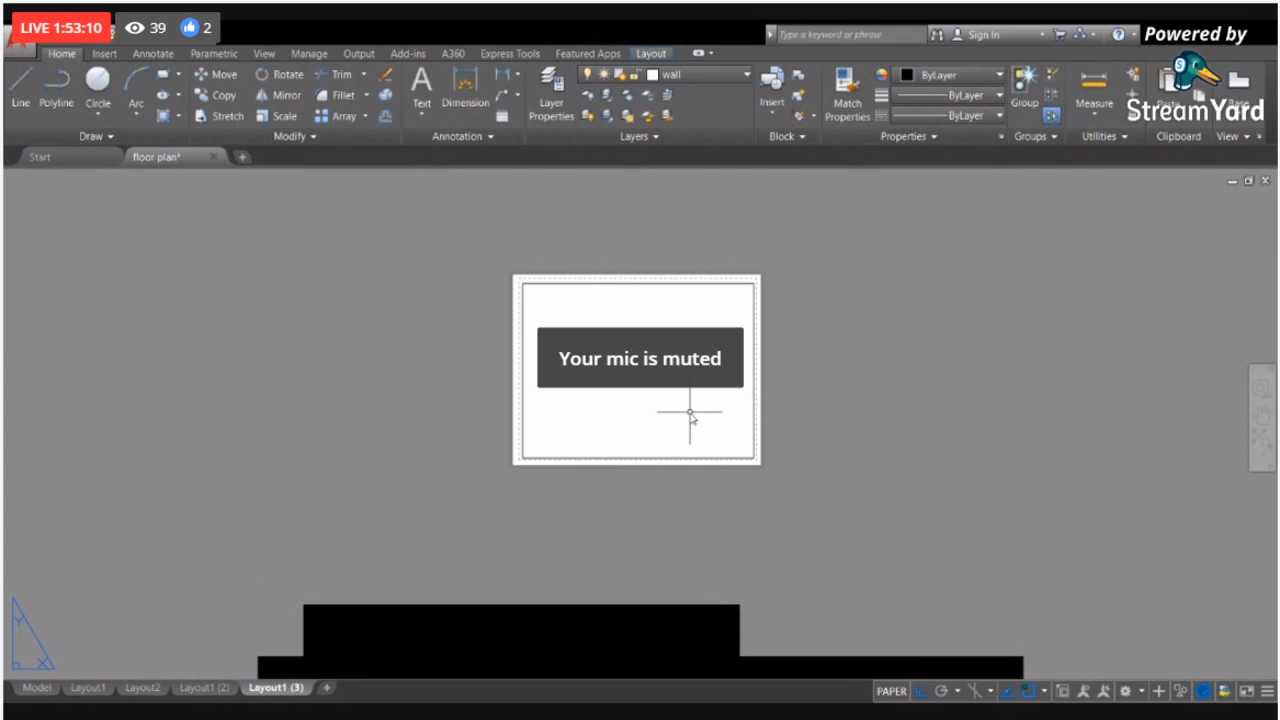 LIVE 1:53:10 39 2
Type a keyword or phrase Sign In Powered by
Home Insert Annotate Parametric View Manage Output Add-ins A360 Express Tools Featured Apps Layout
StreamYard
Line Polyline Circle Arc
Move Rotate Trim
Copy Mirror Fillet
Stretch Scale Array
Text Dimension
Layer Properties
wall
Insert
Match Properties
ByLayer
ByLayer
ByLayer
Group Measure Paste Base
Draw Modify Annotation Layers Block Properties Groups Utilities Clipboard View
Start floor plan*
Your mic is muted
Y
X
Model Layout1 Layout2 Layout1 (2) Layout1 (3) PAPER